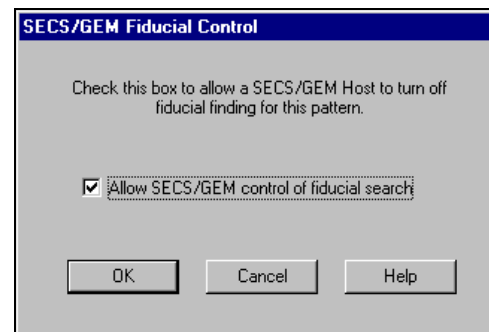 SECS/GEM Fiducial Control
Check this box to allow a SECS/GEM Host to turn off
fiducial finding for this pattern.
Allow SECS/GEM control of fiducial search
OK Cancel Help